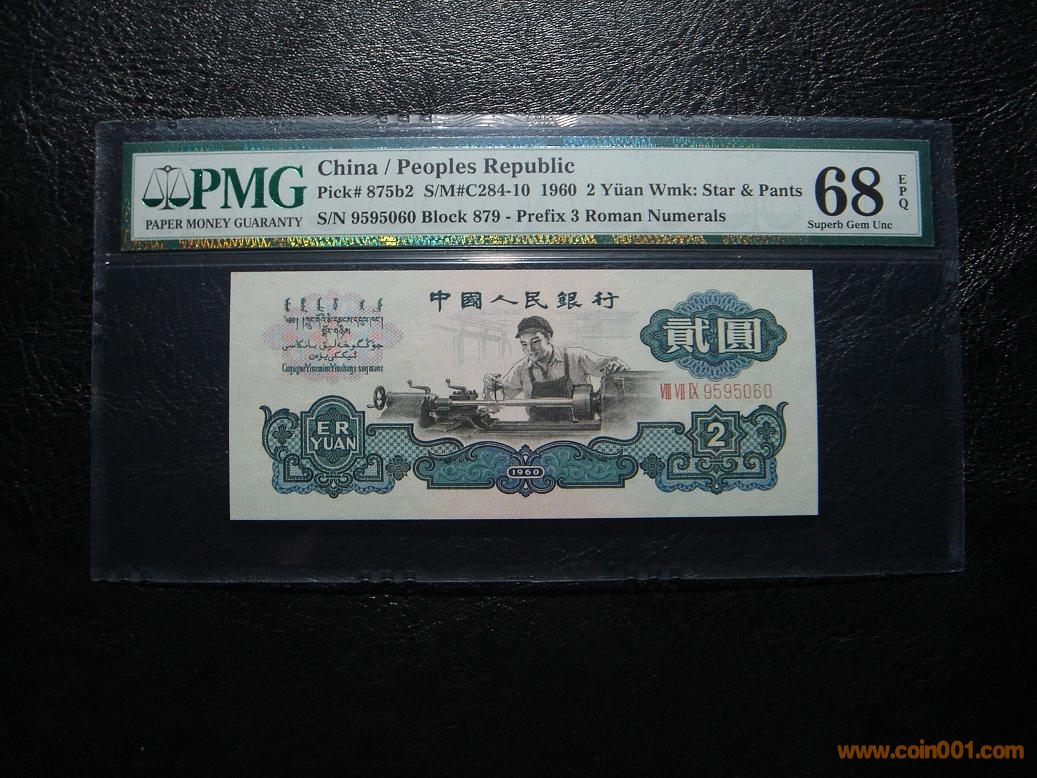 PMG
PAPER MONEY GUARANTY
China / Peoples Republic
Pick# 875b2 S/M#C284-10 1960 2 Yüan Wmk: Star & Pants
S/N 9595060 Block 879 - Prefix 3 Roman Numerals
68
EPQ
Superb Gem Unc
中國人民銀行
貳圓
VIII VII IX 9595060
ER
YUAN
2
1960
www.coin001.com